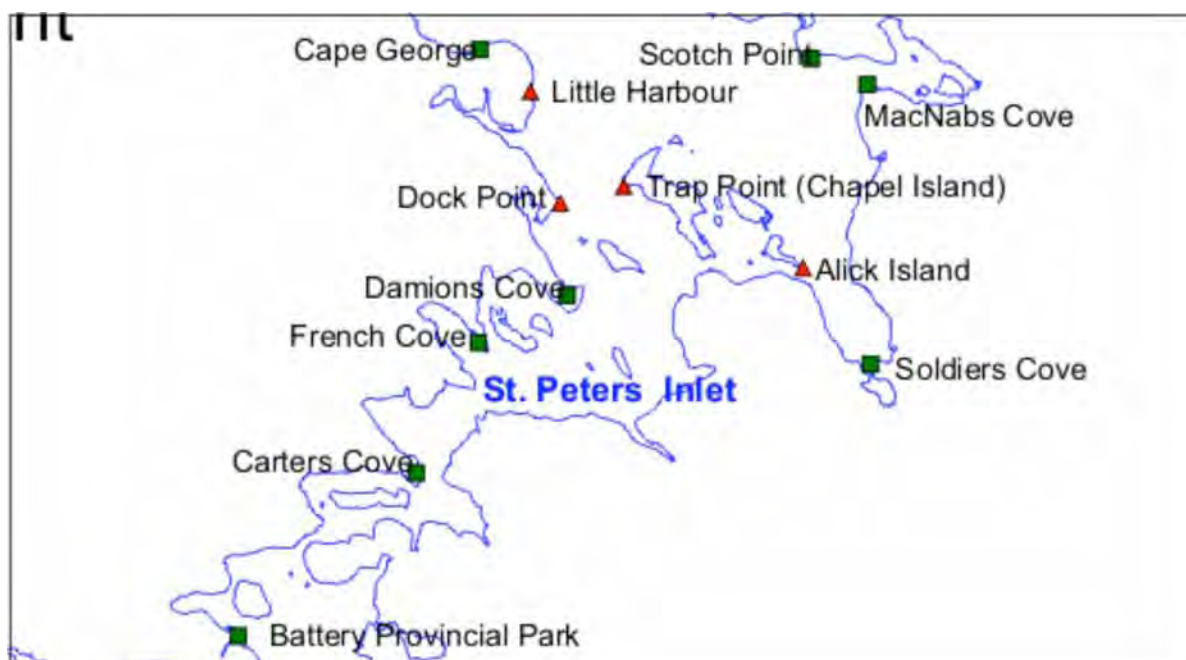 Cape George
Scotch Point
Little Harbour
MacNabs Cove
Trap Point (Chapel Island)
Dock Point
Alick Island
Damions Cove
French Cove
Soldiers Cove
St. Peters Inlet
Carters Cove
Battery Provincial Park